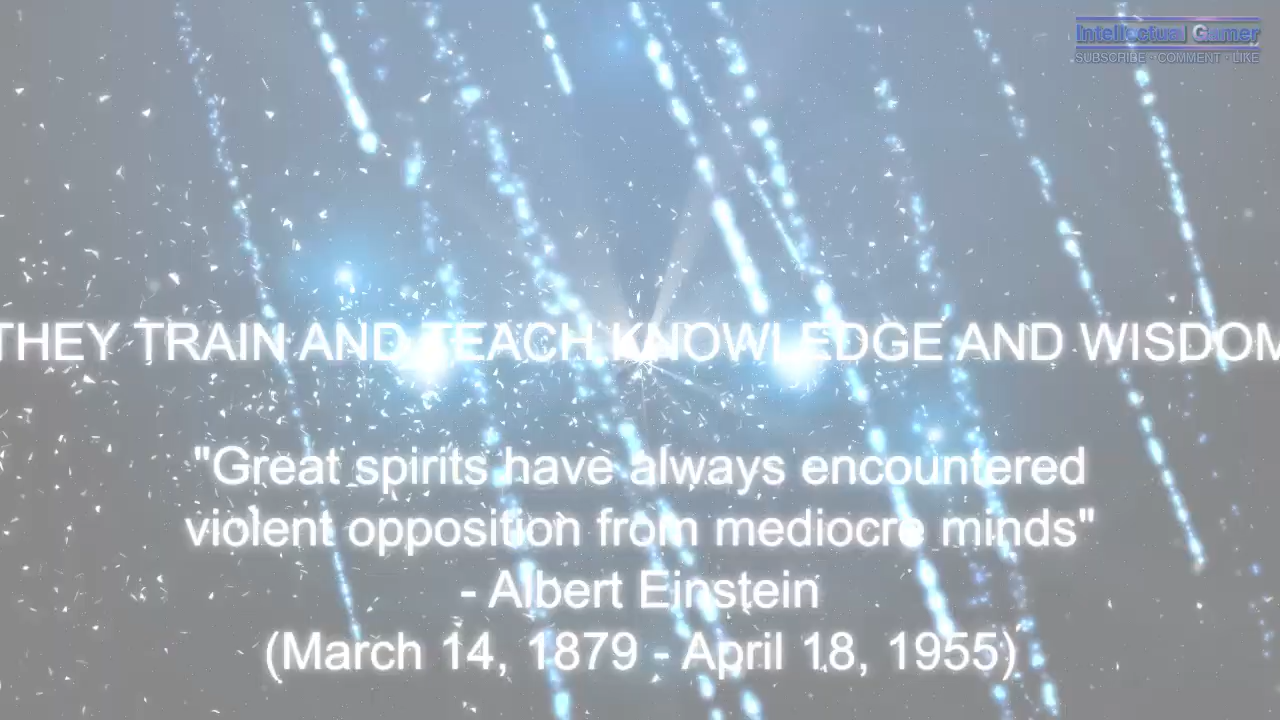 Intellectual Gamer
SUBSCRIBE · COMMENT · LIKE
THEY TRAIN AND TEACH KNOWLEDGE AND WISDOM
"Great spirits have always encountered
violent opposition from mediocre minds"
- Albert Einstein
(March 14, 1879 - April 18, 1955)